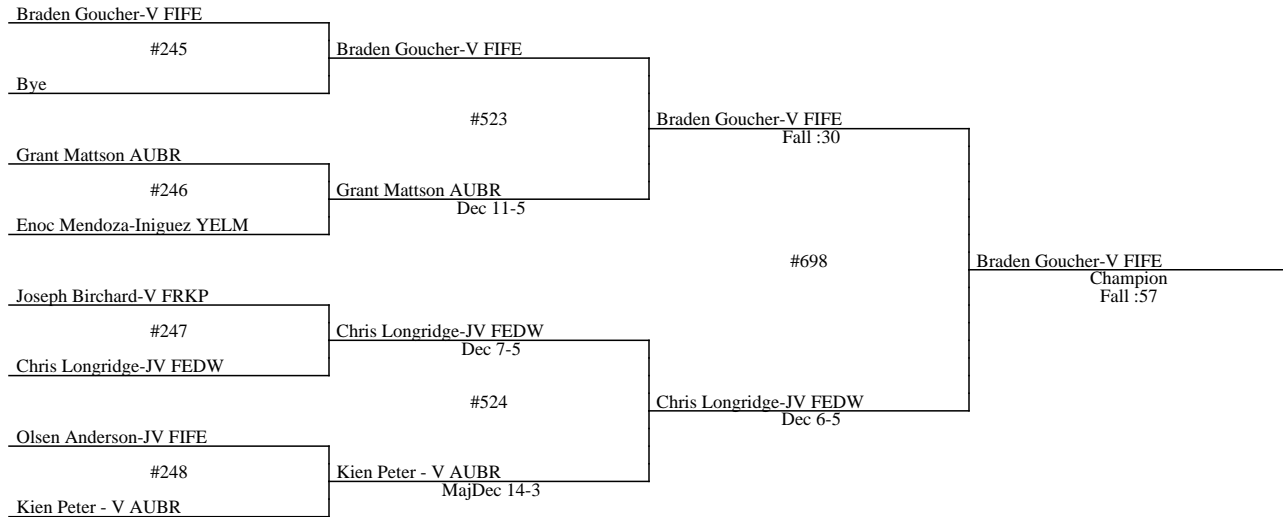 Braden Goucher-V FIFE
#245
Bye
Braden Goucher-V FIFE
#523
Grant Mattson AUBR
#246
Enoc Mendoza-Iniguez YELM
Grant Mattson AUBR
Dec 11-5
Braden Goucher-V FIFE
Fall :30
#698
Joseph Birchard-V FRKP
#247
Chris Longridge-JV FEDW
Chris Longridge-JV FEDW
Dec 7-5
#524
Olsen Anderson-JV FIFE
#248
Kien Peter - V AUBR
Kien Peter - V AUBR
MajDec 14-3
Chris Longridge-JV FEDW
Dec 6-5
Braden Goucher-V FIFE
Champion
Fall :57